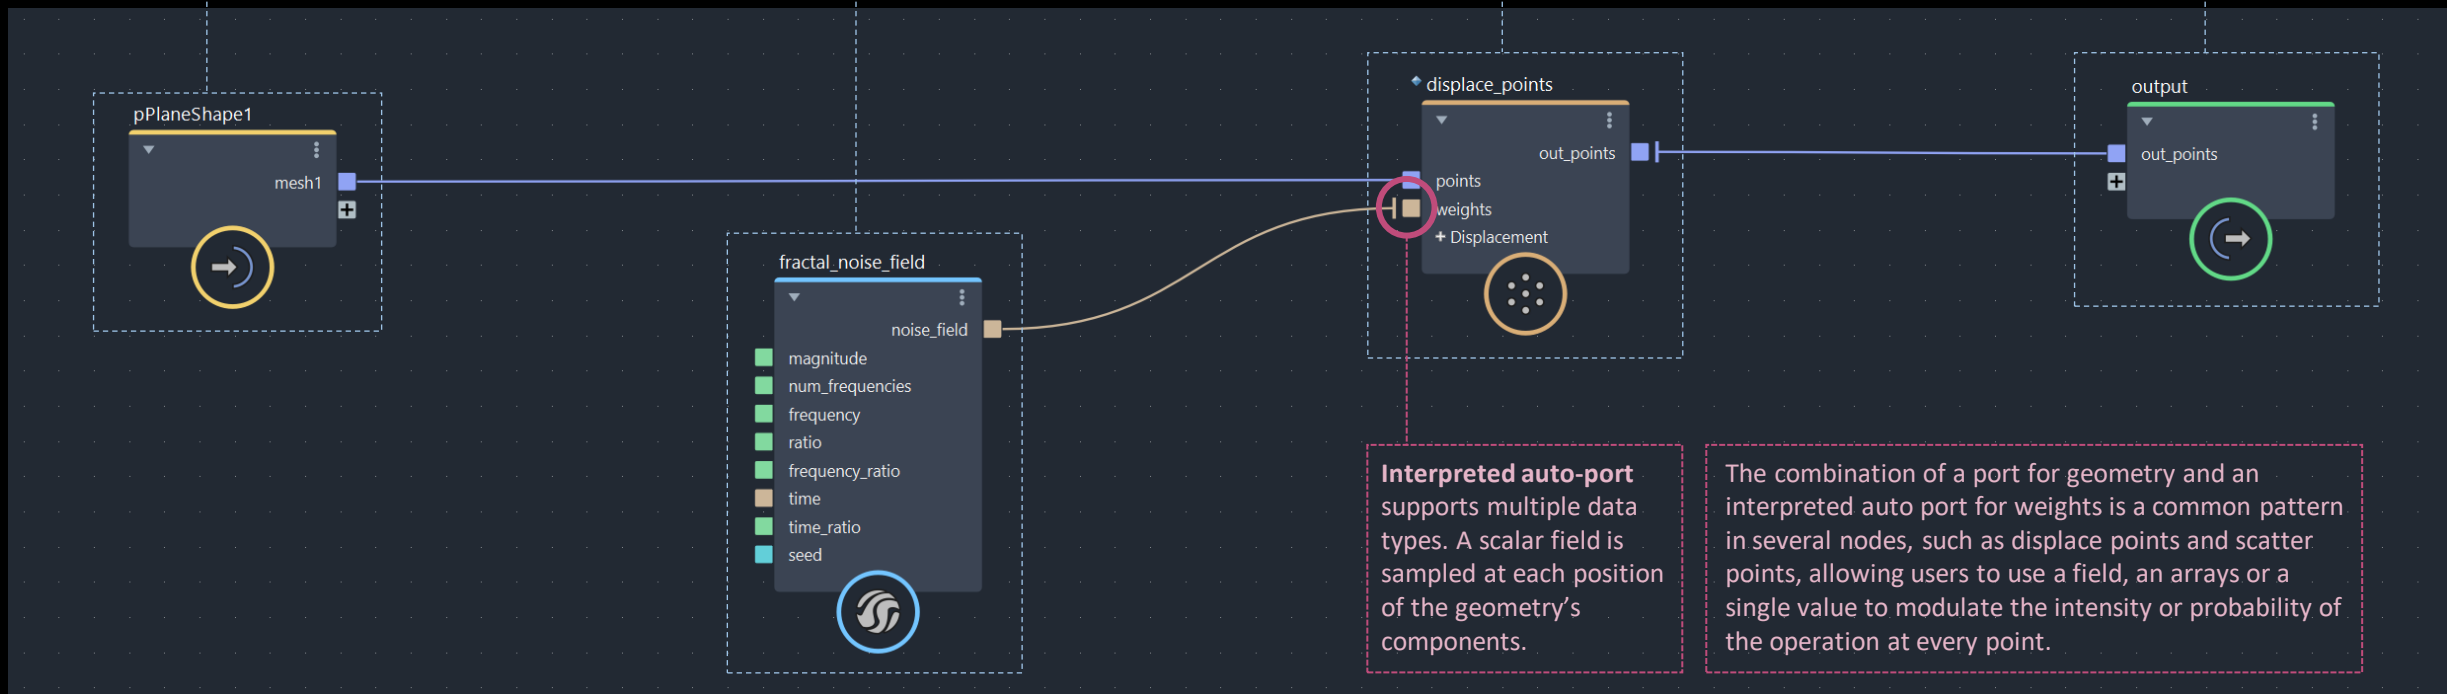 pPlaneShape1
mesh1
fractal_noise_field
noise_field
magnitude
num_frequencies
frequency
ratio
frequency_ratio
time
time_ratio
seed
displace_points
out_points
points
weights
+ Displacement
output
out_points
Interpreted auto-port
supports multiple data
types. A scalar field is
sampled at each position
of the geometry’s
components.
The combination of a port for geometry and an
interpreted auto port for weights is a common pattern
in several nodes, such as displace points and scatter
points, allowing users to use a field, an arrays or a
single value to modulate the intensity or probability of
the operation at every point.